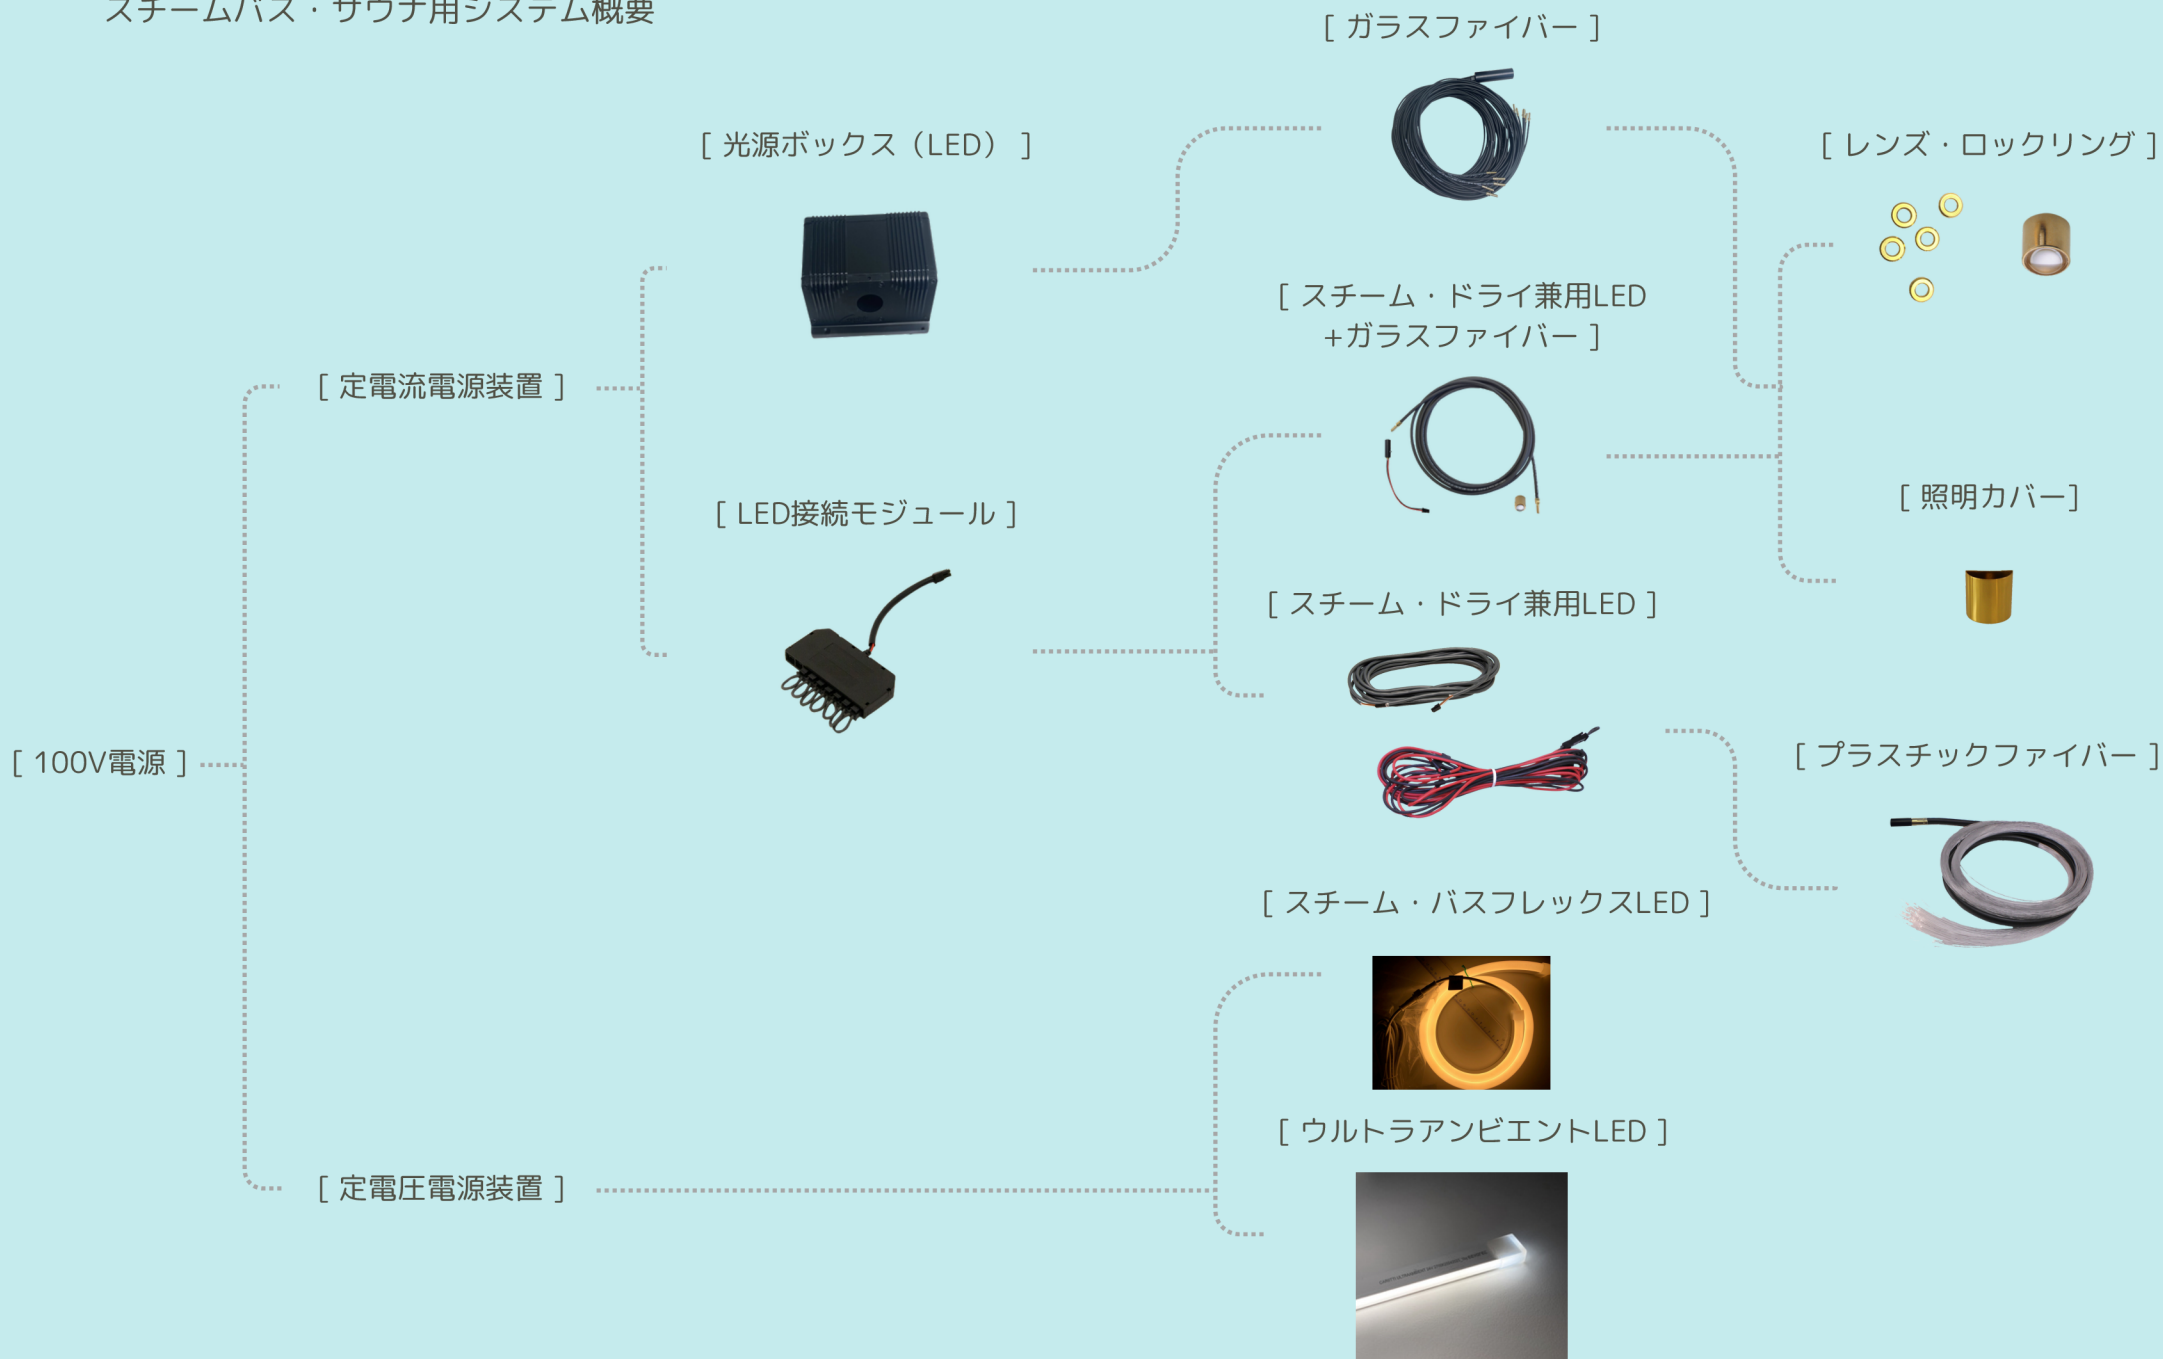 スチームバス・サウナ用システム概要
[ ガラスファイバー ]
[ 光源ボックス（LED） ]
[ レンズ・ロックリング ]
[ スチーム・ドライ兼用LED
+ガラスファイバー ]
[ 定電流電源装置 ]
[ LED接続モジュール ]
[ 照明カバー]
[ スチーム・ドライ兼用LED ]
[ 100V電源 ]
[ プラスチックファイバー ]
[ スチーム・バスフレックスLED ]
[ ウルトラアンビエントLED ]
[ 定電圧電源装置 ]